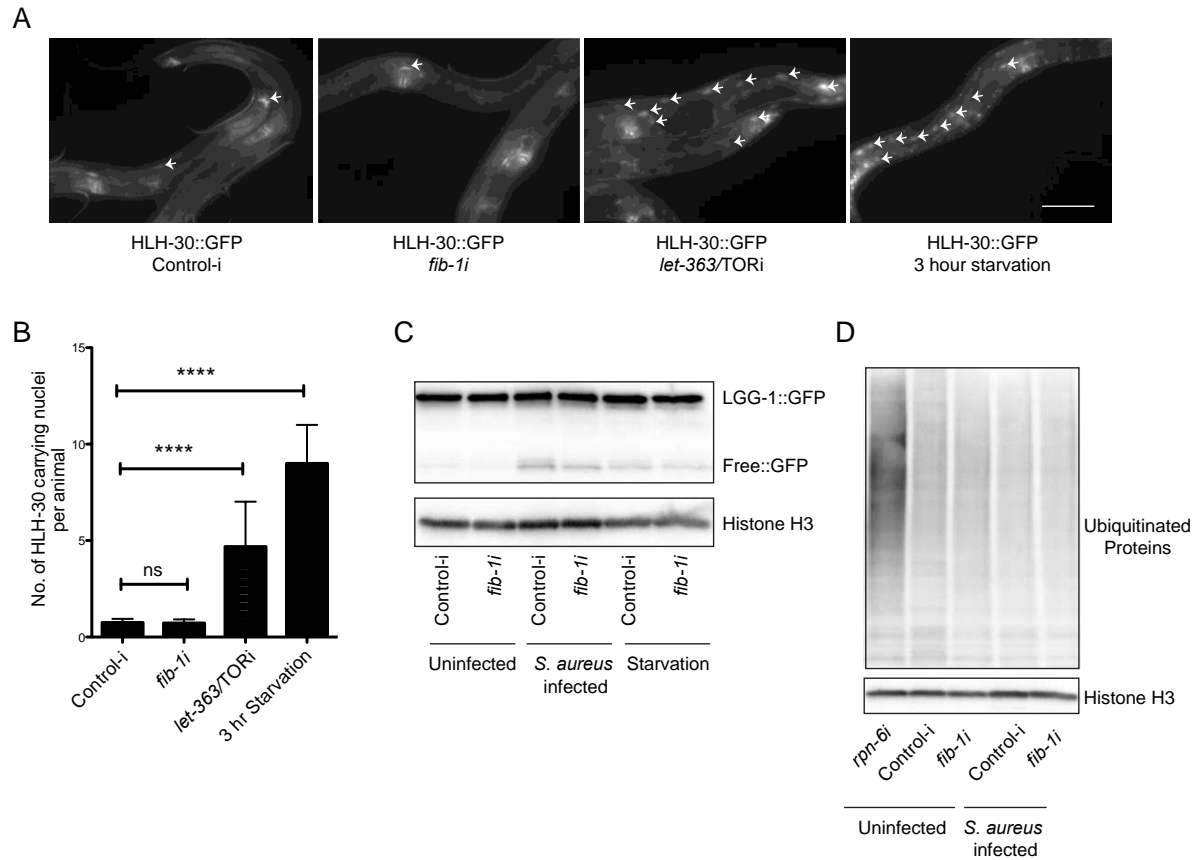 A
HLH-30::GFP
Control-i
HLH-30::GFP
fib-1i
HLH-30::GFP
let-363/TORi
HLH-30::GFP
3 hour starvation
B
No. of HLH-30 carrying nuclei
per animal
15
10
5
0
****
****
ns
Control-i
fib-1i
let-363/TORi
3 hr Starvation
C
LGG-1::GFP
Free::GFP
Histone H3
Control-i
fib-1i
Control-i
fib-1i
Control-i
fib-1i
Uninfected
S. aureus
infected
Starvation
D
Ubiquitinated
Proteins
Histone H3
rpn-6i
Control-i
fib-1i
Control-i
fib-1i
Uninfected
S. aureus
infected